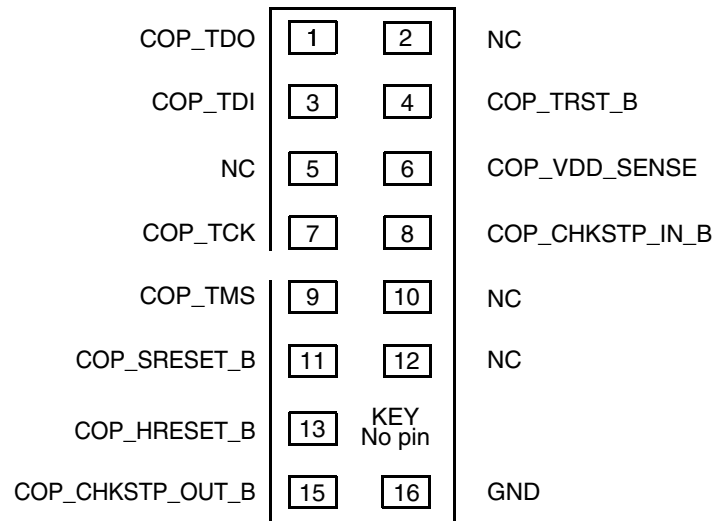 COP_TDO 1 2 NC
COP_TDI 3 4 COP_TRST_B
NC 5 6 COP_VDD_SENSE
COP_TCK 7 8 COP_CHKSTP_IN_B
COP_TMS 9 10 NC
COP_SRESET_B 11 12 NC
COP_HRESET_B 13 KEY
No pin
COP_CHKSTP_OUT_B 15 16 GND